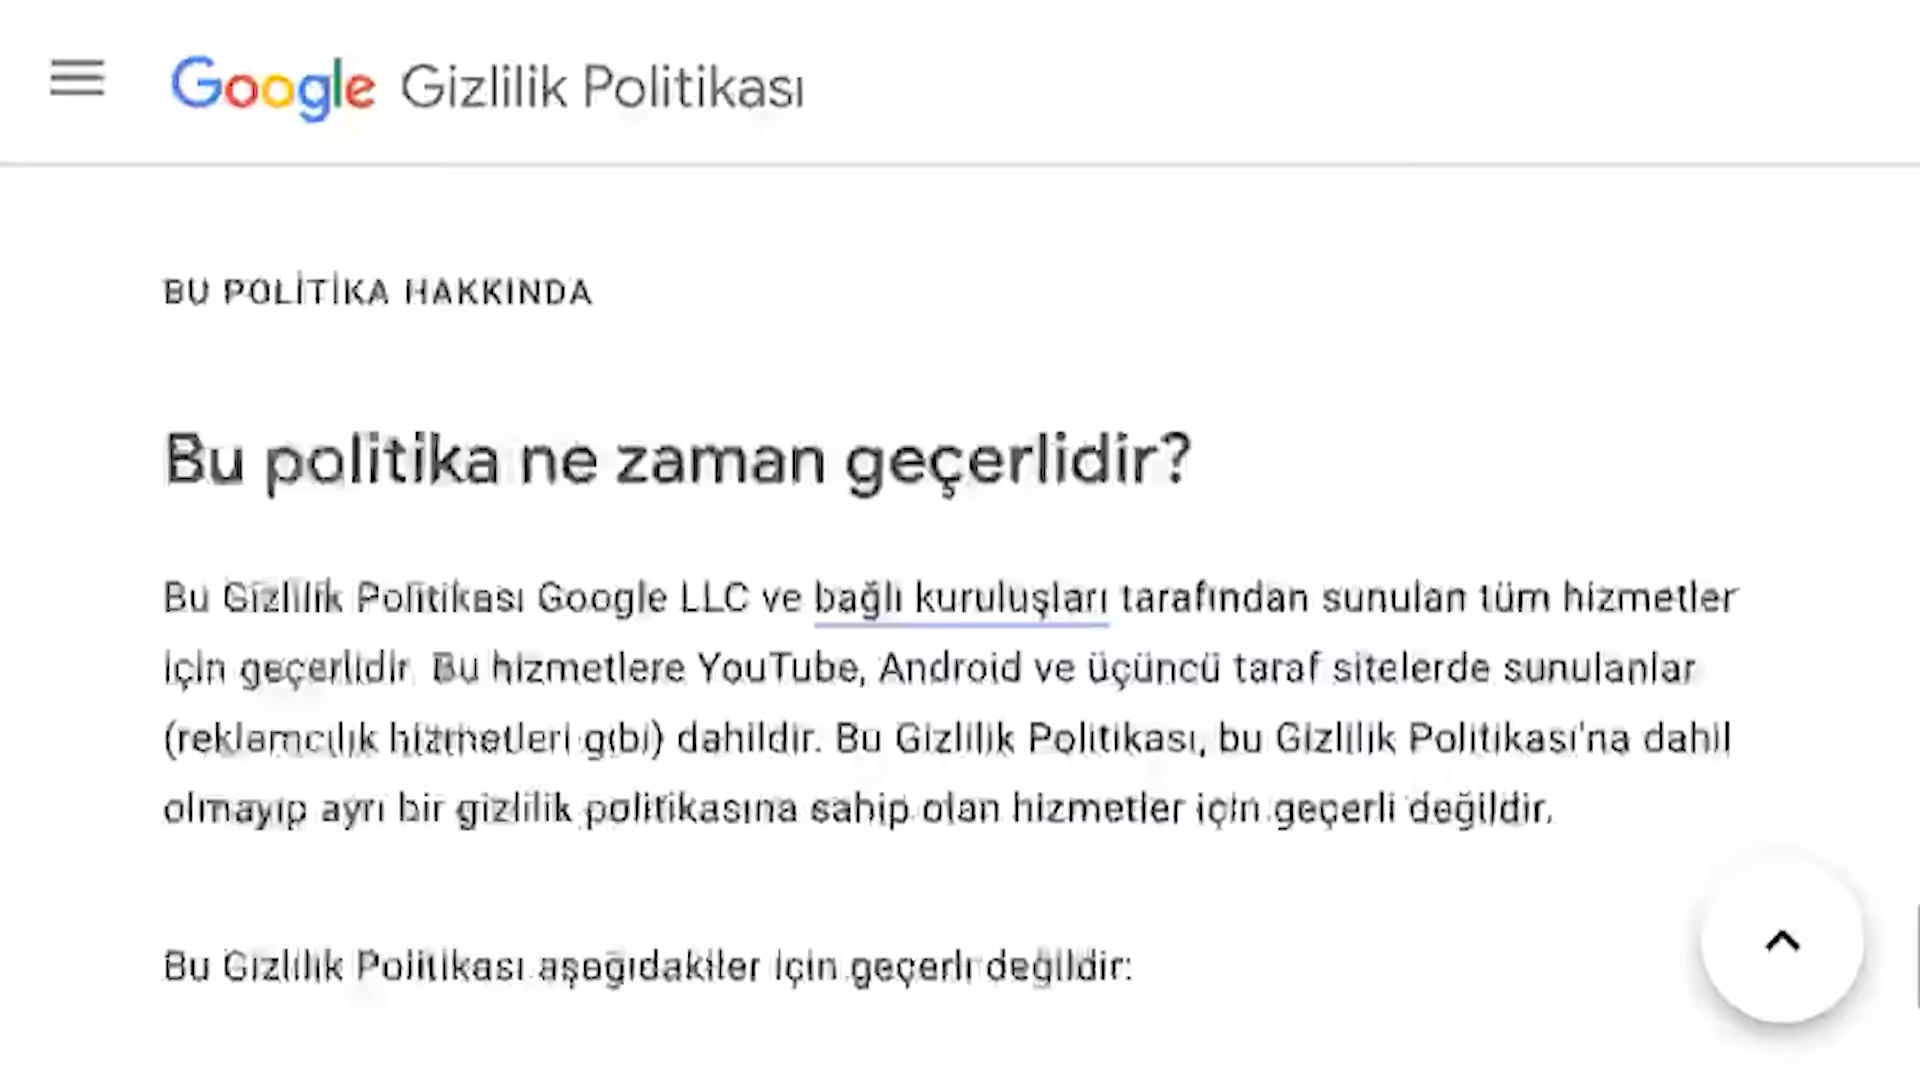 Google Gizlilik Politikası
BU POLİTİKA HAKKINDA
Bu politika ne zaman geçerlidir?
Bu Gizlilik Politikası Google LLC ve bağlı kuruluşları tarafından sunulan tüm hizmetler
için geçerlidir. Bu hizmetlere YouTube, Android ve üçüncü taraf sitelerde sunulanlar
(reklamcılık hizmetleri gibi) dahildir. Bu Gizlilik Politikası, bu Gizlilik Politikası'na dahil
olmayıp ayrı bir gizlilik politikasına sahip olan hizmetler için geçerli değildir.
Bu Gizlilik Politikası aşağıdakiler için geçerli değildir: